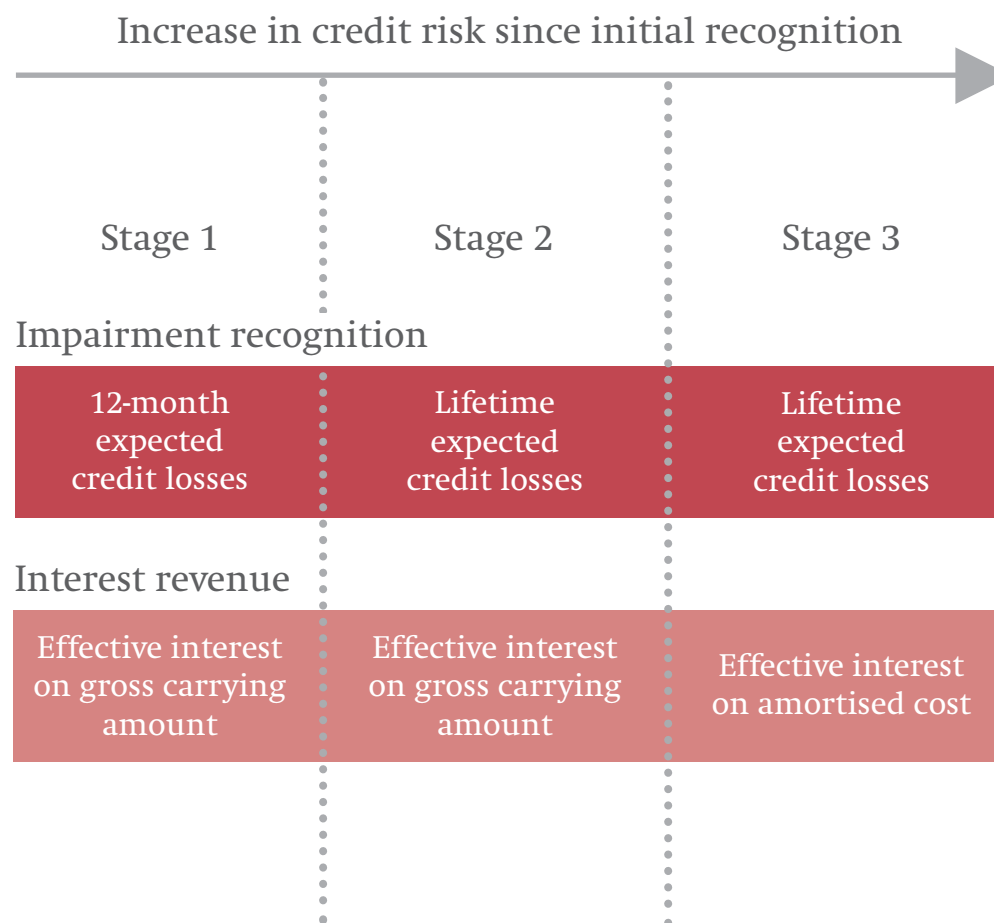 Increase in credit risk since initial recognition
Stage 1
Stage 2
Stage 3
Impairment recognition
12-month
expected
credit losses
Lifetime
expected
credit losses
Lifetime
expected
credit losses
Interest revenue
Effective interest
on gross carrying
amount
Effective interest
on gross carrying
amount
Effective interest
on amortised cost